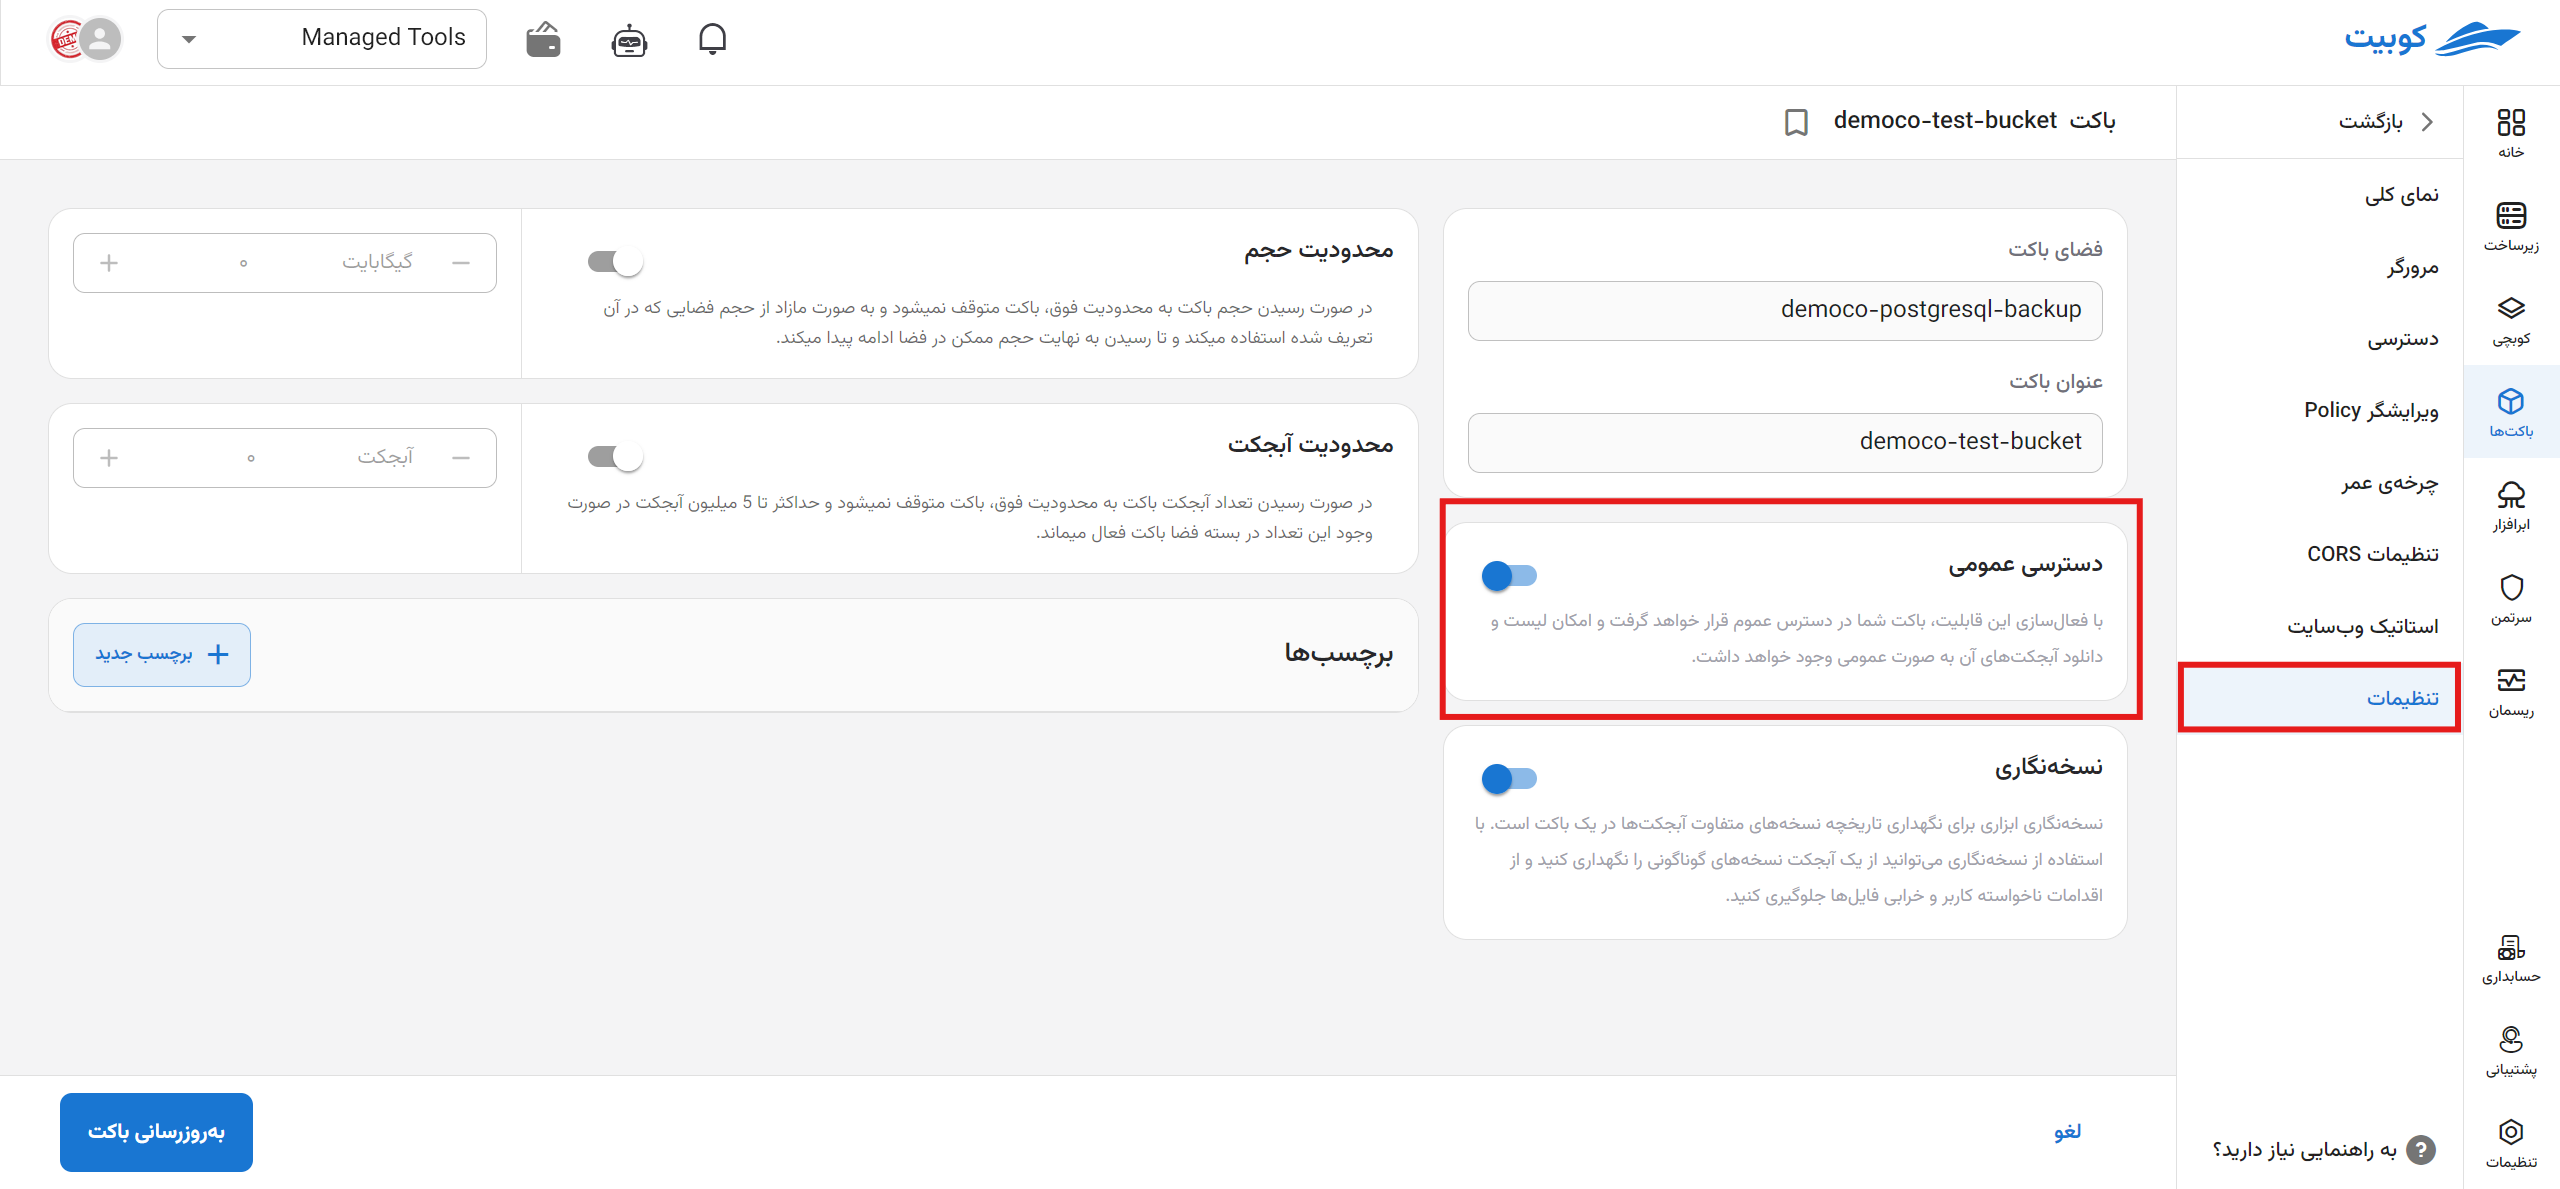 کوبیت
Managed Tools
DEM
خانه
زیرساخت
کوبچی
باکت‌ها
ابرافزار
سرتمن
ریسمان
حسابداری
پشتیبانی
تنظیمات
بازگشت
نمای کلی
مرورگر
دسترسی
ویرایشگر Policy
چرخه‌ی عمر
تنظیمات CORS
استاتیک وب‌سایت
تنظیمات
به راهنمایی نیاز دارید؟
باکت democo-test-bucket
فضای باکت
democo-postgresql-backup
عنوان باکت
democo-test-bucket
دسترسی عمومی
با فعال‌سازی این قابلیت، باکت شما در دسترس عموم قرار خواهد گرفت و امکان لیست و
دانلود آبجکت‌های آن به صورت عمومی وجود خواهد داشت.
نسخه‌نگاری
نسخه‌نگاری ابزاری برای نگهداری تاریخچه نسخه‌های متفاوت آبجکت‌ها در یک باکت است. با
استفاده از نسخه‌نگاری می‌توانید از یک آبجکت نسخه‌های گوناگونی را نگهداری کنید و از
اقدامات ناخواسته کاربر و خرابی فایل‌ها جلوگیری کنید.
محدودیت حجم
در صورت رسیدن حجم باکت به محدودیت فوق، باکت متوقف نمیشود و به صورت مازاد از حجم فضایی که در آن
تعریف شده استفاده میکند و تا رسیدن به نهایت حجم ممکن در فضا ادامه پیدا میکند.
گیگابایت ۰
محدودیت آبجکت
در صورت رسیدن تعداد آبجکت باکت به محدودیت فوق، باکت متوقف نمیشود و حداکثر تا 5 میلیون آبجکت در صورت
وجود این تعداد در بسته فضا باکت فعال میماند.
آبجکت ۰
برچسب‌ها
برچسب جدید
لغو
به‌روزرسانی باکت